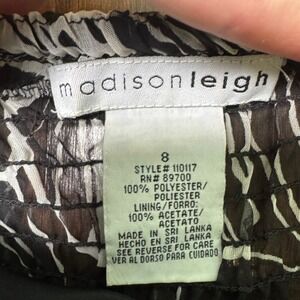 madisonleigh
8
STYLE# 110117
RN# 89700
100% POLYESTER/
POLIESTER
LINING/FORRO:
100% ACETATE/
ACETATO
MADE IN SRI LANKA
HECHO EN SRI LANKA
SEE REVERSE FOR CARE
VER AL DORSO PARA CUIDADO